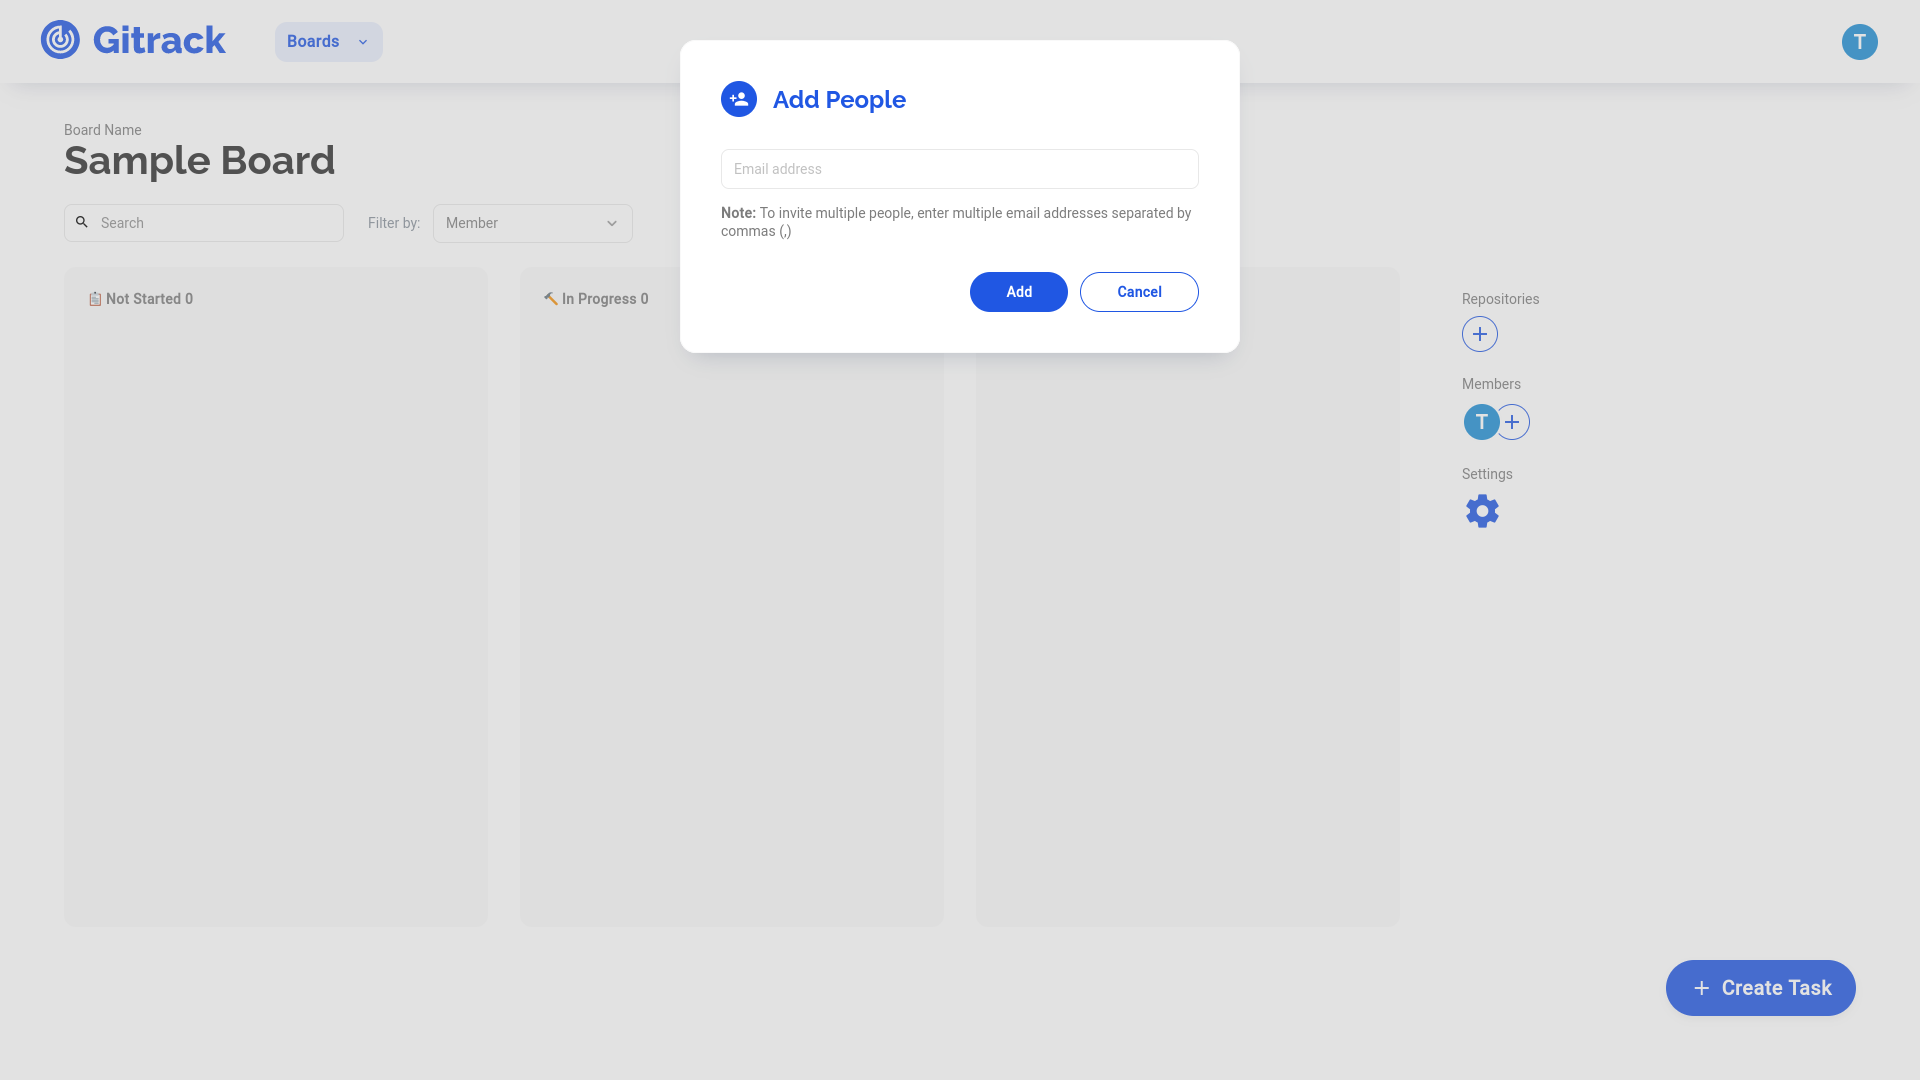 Gitrack
Boards
T
Add People
Email address
Note: To invite multiple people, enter multiple email addresses separated by
commas (,)
Add
Cancel
Board Name
Sample Board
Search
Filter by:
Member
Not Started 0
In Progress 0
Repositories
Members
T
Settings
Create Task